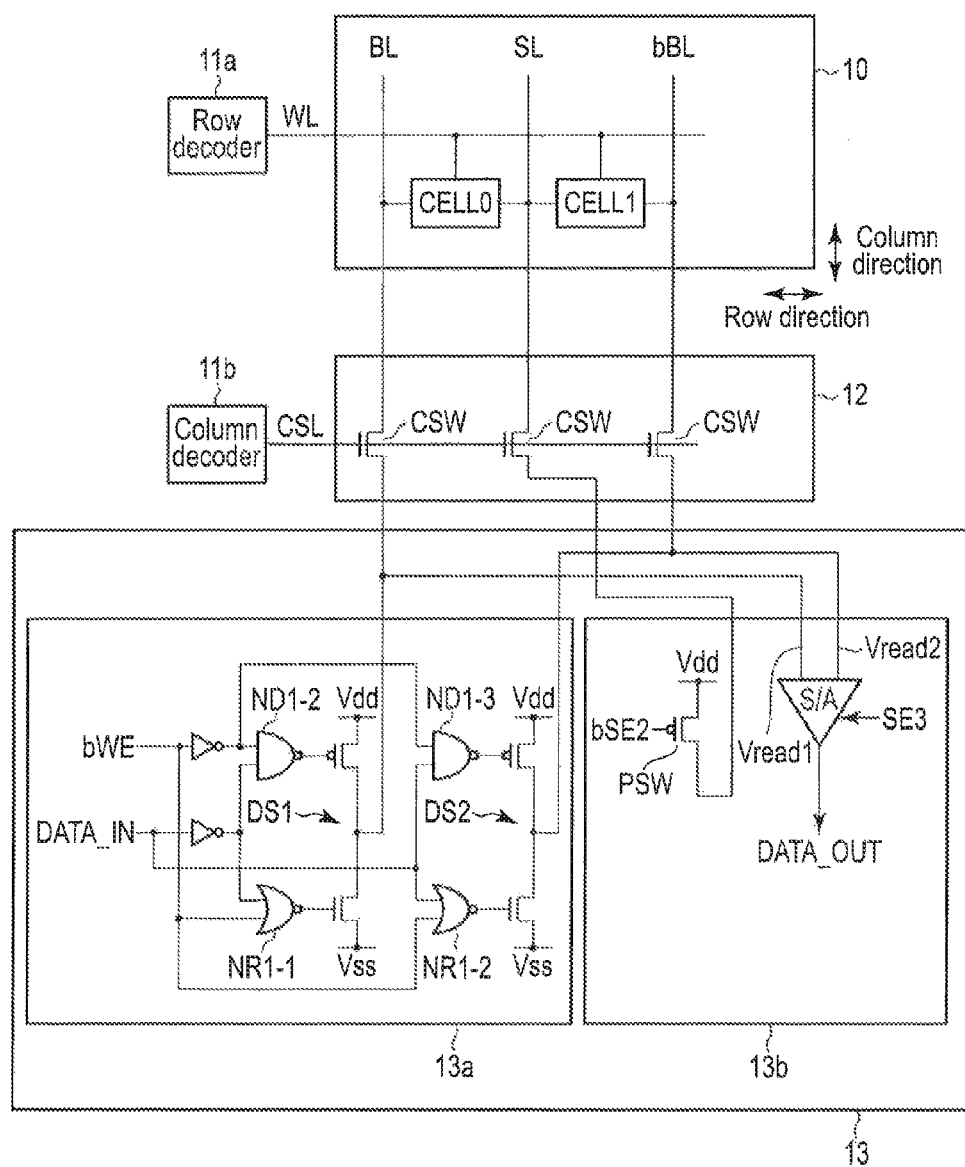 BL
SL
bBL
10
11a
Row
decoder
WL
CELL0
CELL1
Column
direction
Row direction
11b
Column
decoder
CSL
CSW
CSW
CSW
12
Vread2
Vdd
S/A
SE3
bSE2
Vread1
PSW
DATA_OUT
ND1-2
Vdd
ND1-3
Vdd
bWE
DS1
DS2
DATA_IN
NR1-1
Vss
NR1-2
Vss
13a
13b
13